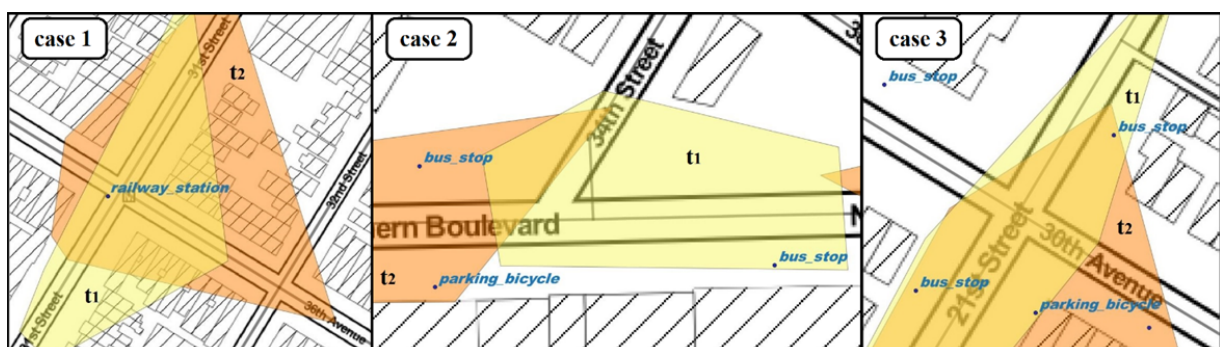 case 1
31st Street
t2
railway_station
32nd Street
t1
31st Street
36th Avenue
case 2
34th Street
bus_stop
t1
ern Boulevard
N
t2
bus_stop
parking_bicycle
case 3
bus_stop
t1
bus_stop
t2
30th Avenue
bus_stop
21st Street
parking_bicycle